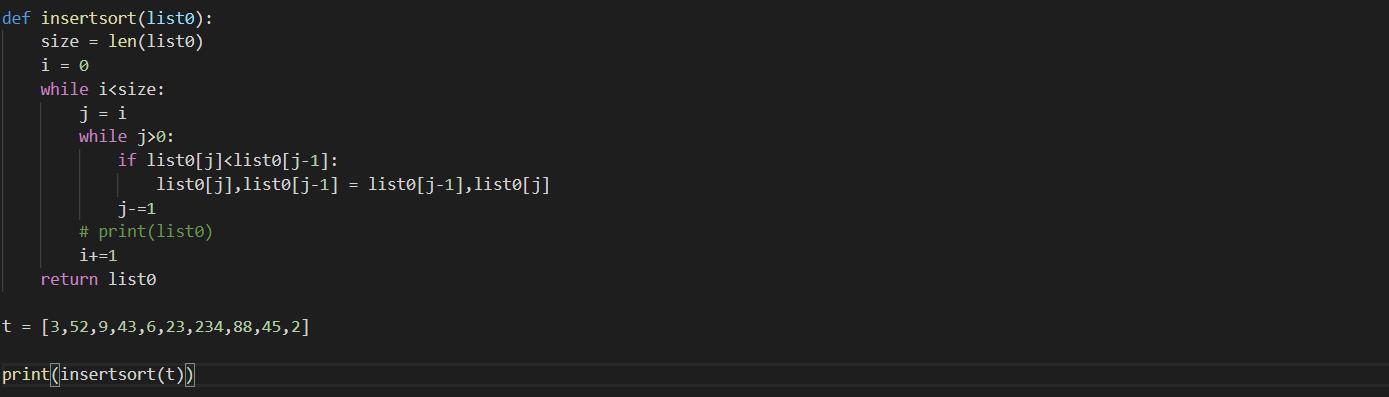 def insertsort(list0):
    size = len(list0)
    i = 0
    while i<size:
        j = i
        while j>0:
            if list0[j]<list0[j-1]:
                list0[j],list0[j-1] = list0[j-1],list0[j]
            j-=1
        # print(list0)
        i+=1
    return list0
t = [3,52,9,43,6,23,234,88,45,2]
print(insertsort(t))